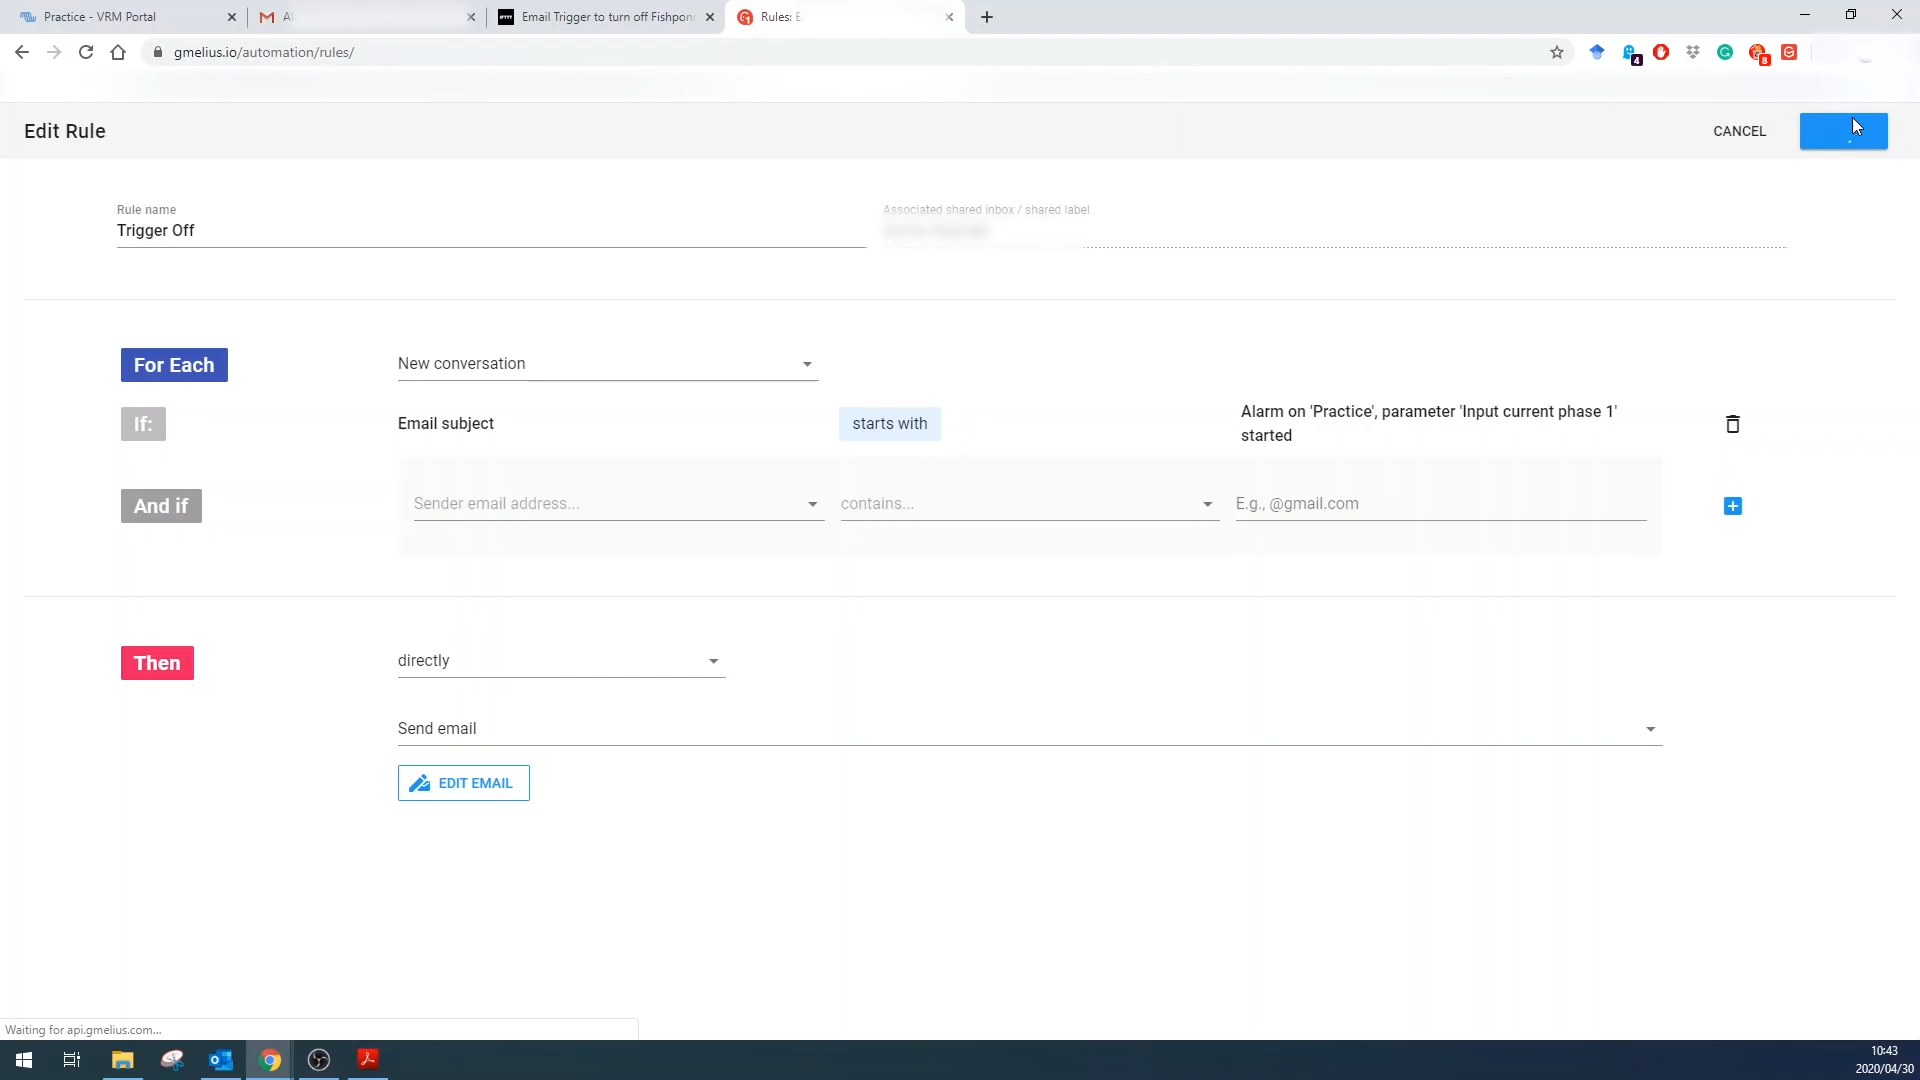 Practice - VRM Portal
Email Trigger to turn off Fishpon
Rules: E
gmelius.io/automation/rules/
4
8
Edit Rule
CANCEL
Rule name
Associated shared inbox / shared label
Trigger Off
For Each
New conversation
If:
Email subject
starts with
Alarm on 'Practice', parameter 'Input current phase 1'
started
And if
Sender email address...
contains...
E.g., @gmail.com
Then
directly
Send email
EDIT EMAIL
Waiting for api.gmelius.com...
10:43
2020/04/30